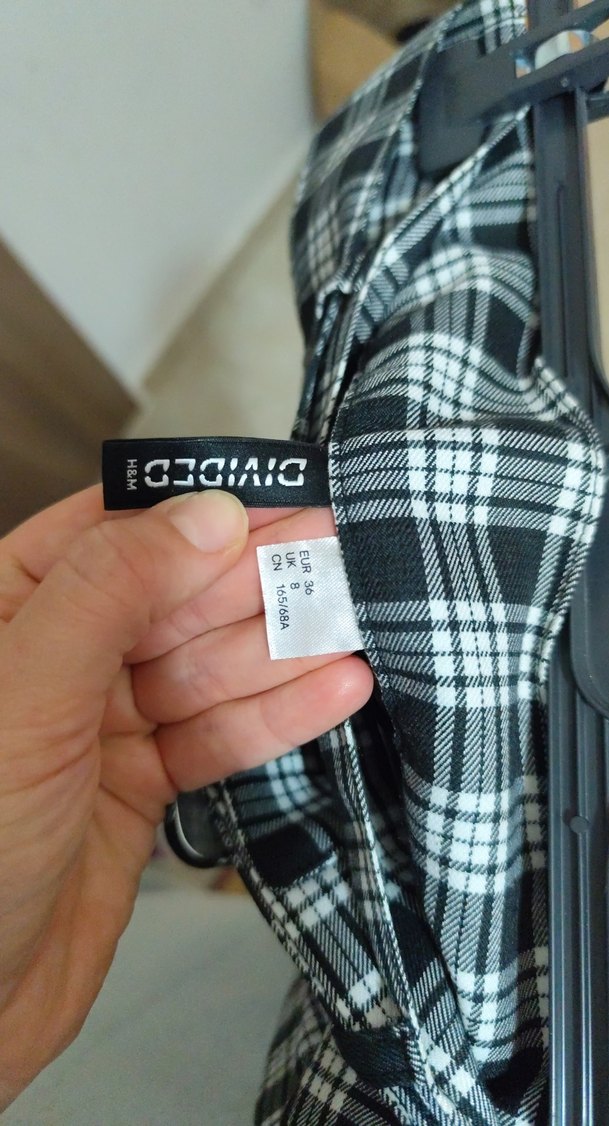 DIVIDED
H&M
EUR 36
UK 8
CN 165/68A